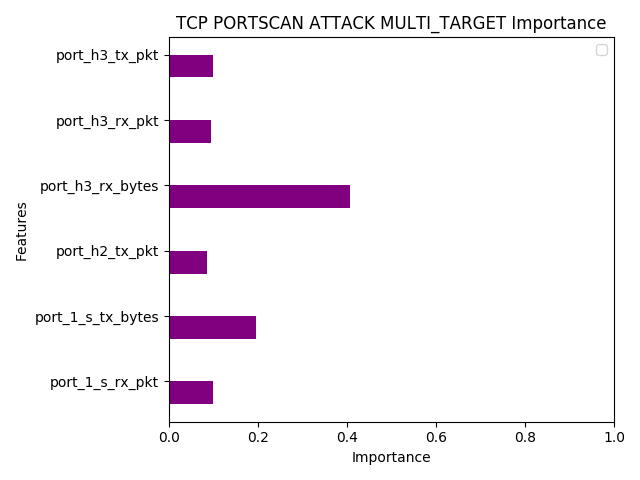 TCP PORTSCAN ATTACK MULTI_TARGET Importance
port_h3_tx_pkt
port_h3_rx_pkt
port_h3_rx_bytes
port_h2_tx_pkt
port_1_s_tx_bytes
port_1_s_rx_pkt
Features
0.0 0.2 0.4 0.6 0.8 1.0
Importance